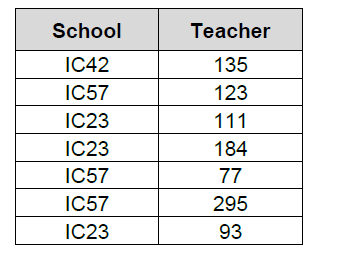 School Teacher
IC42 135
IC57 123
IC23 111
IC23 184
IC57 77
IC57 295
IC23 93